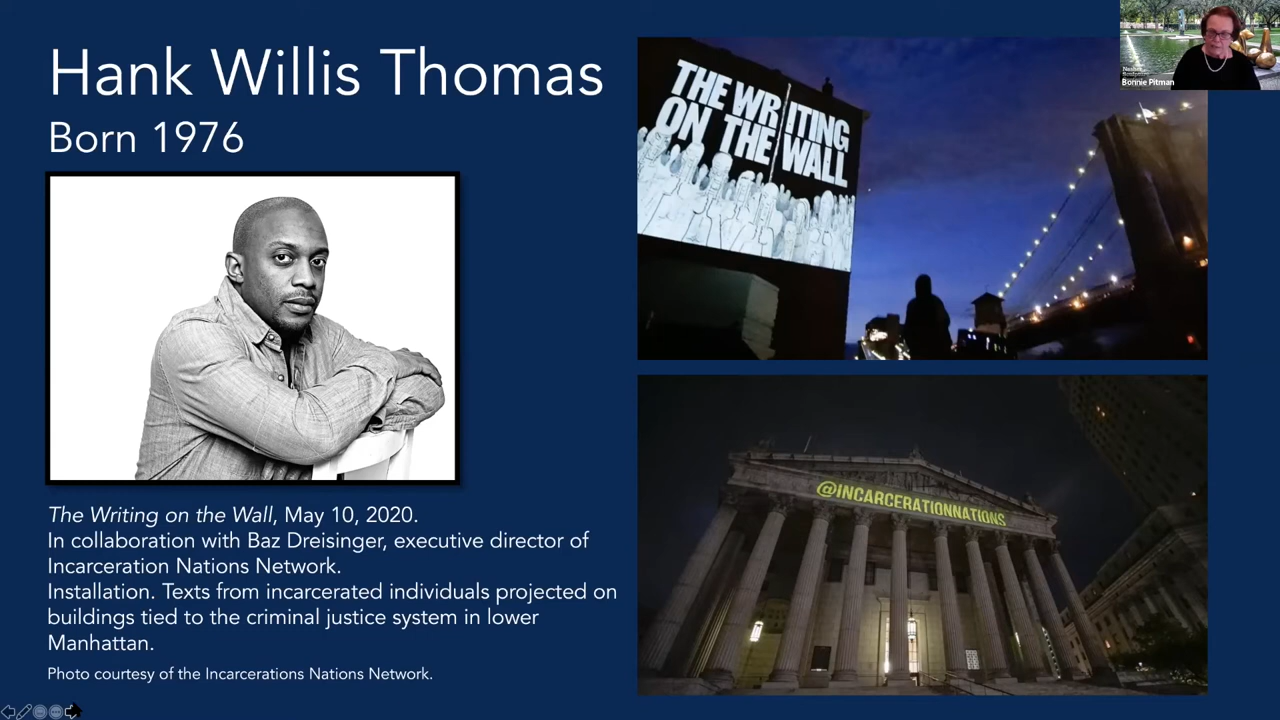 Hank Willis Thomas
Born 1976
The Writing on the Wall, May 10, 2020.
In collaboration with Baz Dreisinger, executive director of
Incarceration Nations Network.
Installation. Texts from incarcerated individuals projected on
buildings tied to the criminal justice system in lower
Manhattan.
Photo courtesy of the Incarcerations Nations Network.
THE WRITING
ON THE WALL
@INCARCERATIONNATIONS
Bonnie Pitman